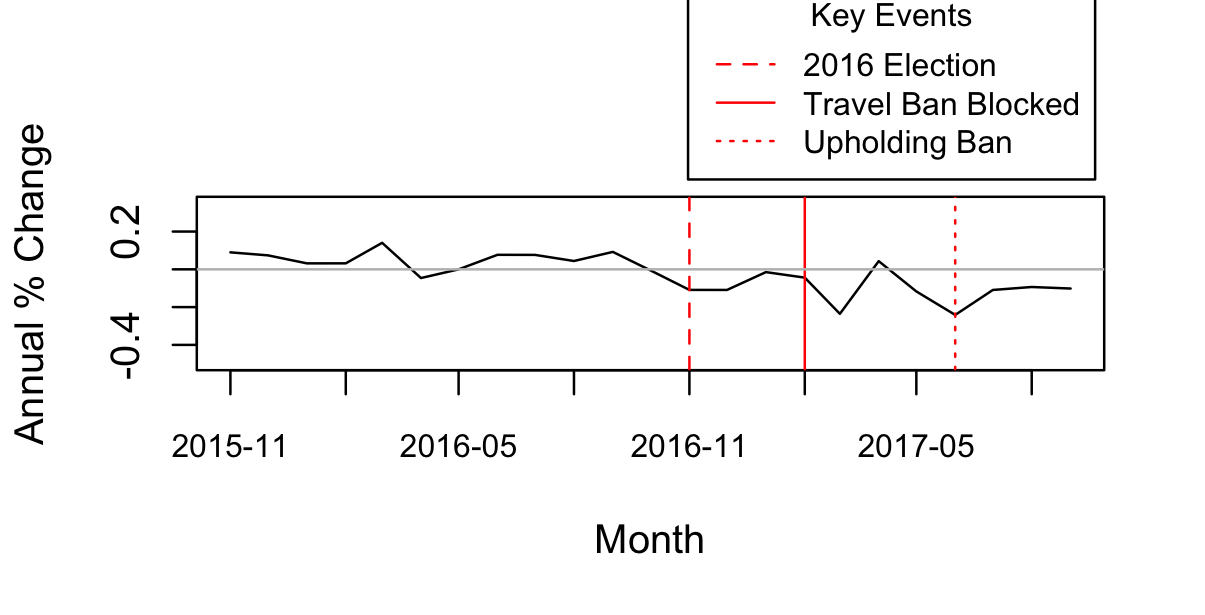 Key Events
2016 Election
Travel Ban Blocked
Upholding Ban
Annual % Change
0.2
-0.4
2015-11 2016-05 2016-11 2017-05
Month